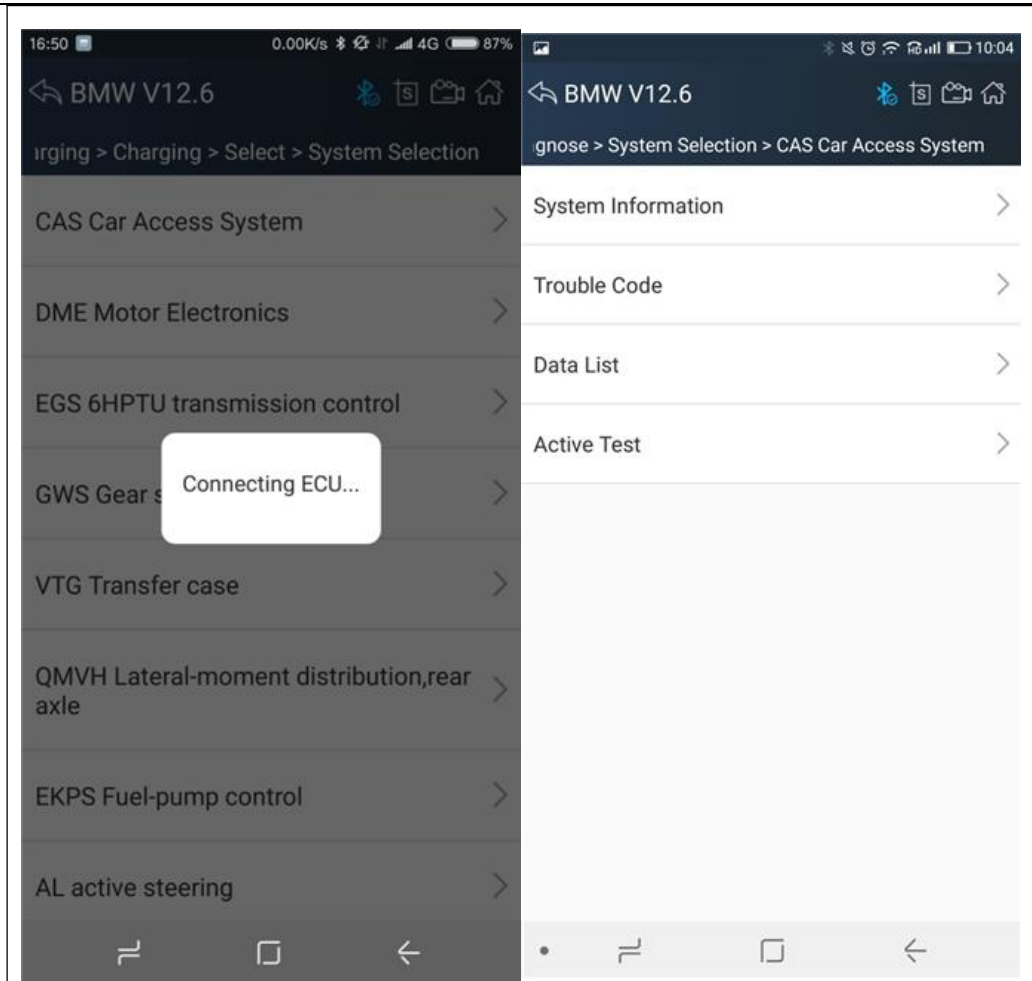 16:50 0.00K/s 4G 87%
BMW V12.6
arging > Charging > Select > System Selection
CAS Car Access System
DME Motor Electronics
EGS 6HPTU transmission control
GWS Gear s
Connecting ECU...
VTG Transfer case
QMVH Lateral-moment distribution,rear
axle
EKPS Fuel-pump control
AL active steering
10:04
BMW V12.6
gnose > System Selection > CAS Car Access System
System Information
Trouble Code
Data List
Active Test